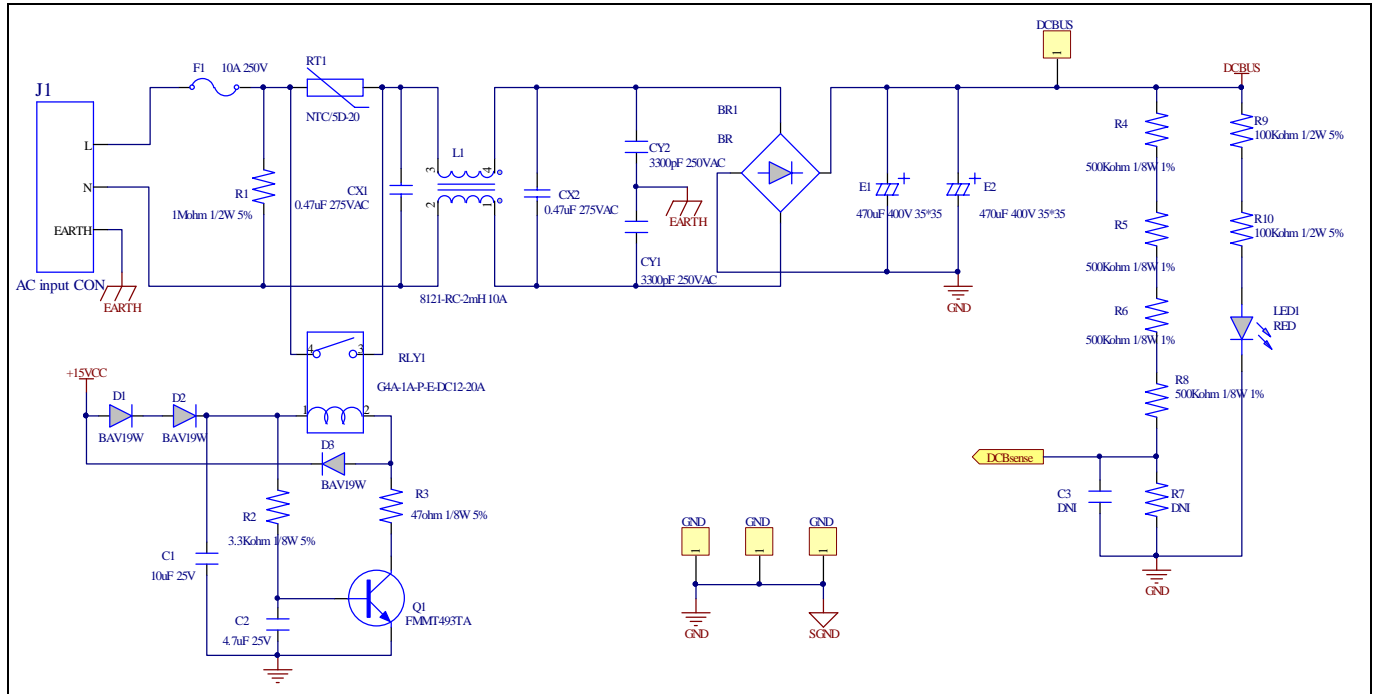 DCBUS
1
F1 10A 250V
RT1
DCBUS
J1
NTC/5D-20
BR1
R4
R9
100Kohm 1/2W 5%
L
L1
BR
500Kohm 1/8W 1%
CY2
3300pF 250VAC
3
4
N
R1
1Mohm 1/2W 5%
CX1
0.47uF 275VAC
CX2
0.47uF 275VAC
2
1
E1
470uF 400V 35*35
E2
470uF 400V 35*35
EARTH
EARTH
R5
500Kohm 1/8W 1%
R10
100Kohm 1/2W 5%
CY1
3300pF 250VAC
AC input CON
EARTH
8121-RC-2mH 10A
GND
R6
500Kohm 1/8W 1%
LED1
RED
4
3
RLY1
G4A-1A-P-E-DC12-20A
+15VCC
D1
BAV19W
D2
BAV19W
1
2
R8
500Kohm 1/8W 1%
D3
BAV19W
DCBsense
R3
47ohm 1/8W 5%
R2
3.3Kohm 1/8W 5%
C3
DNI
R7
DNI
GND
1
GND
1
GND
1
C1
10uF 25V
GND
Q1
FMMT493TA
C2
4.7uF 25V
GND
SGND